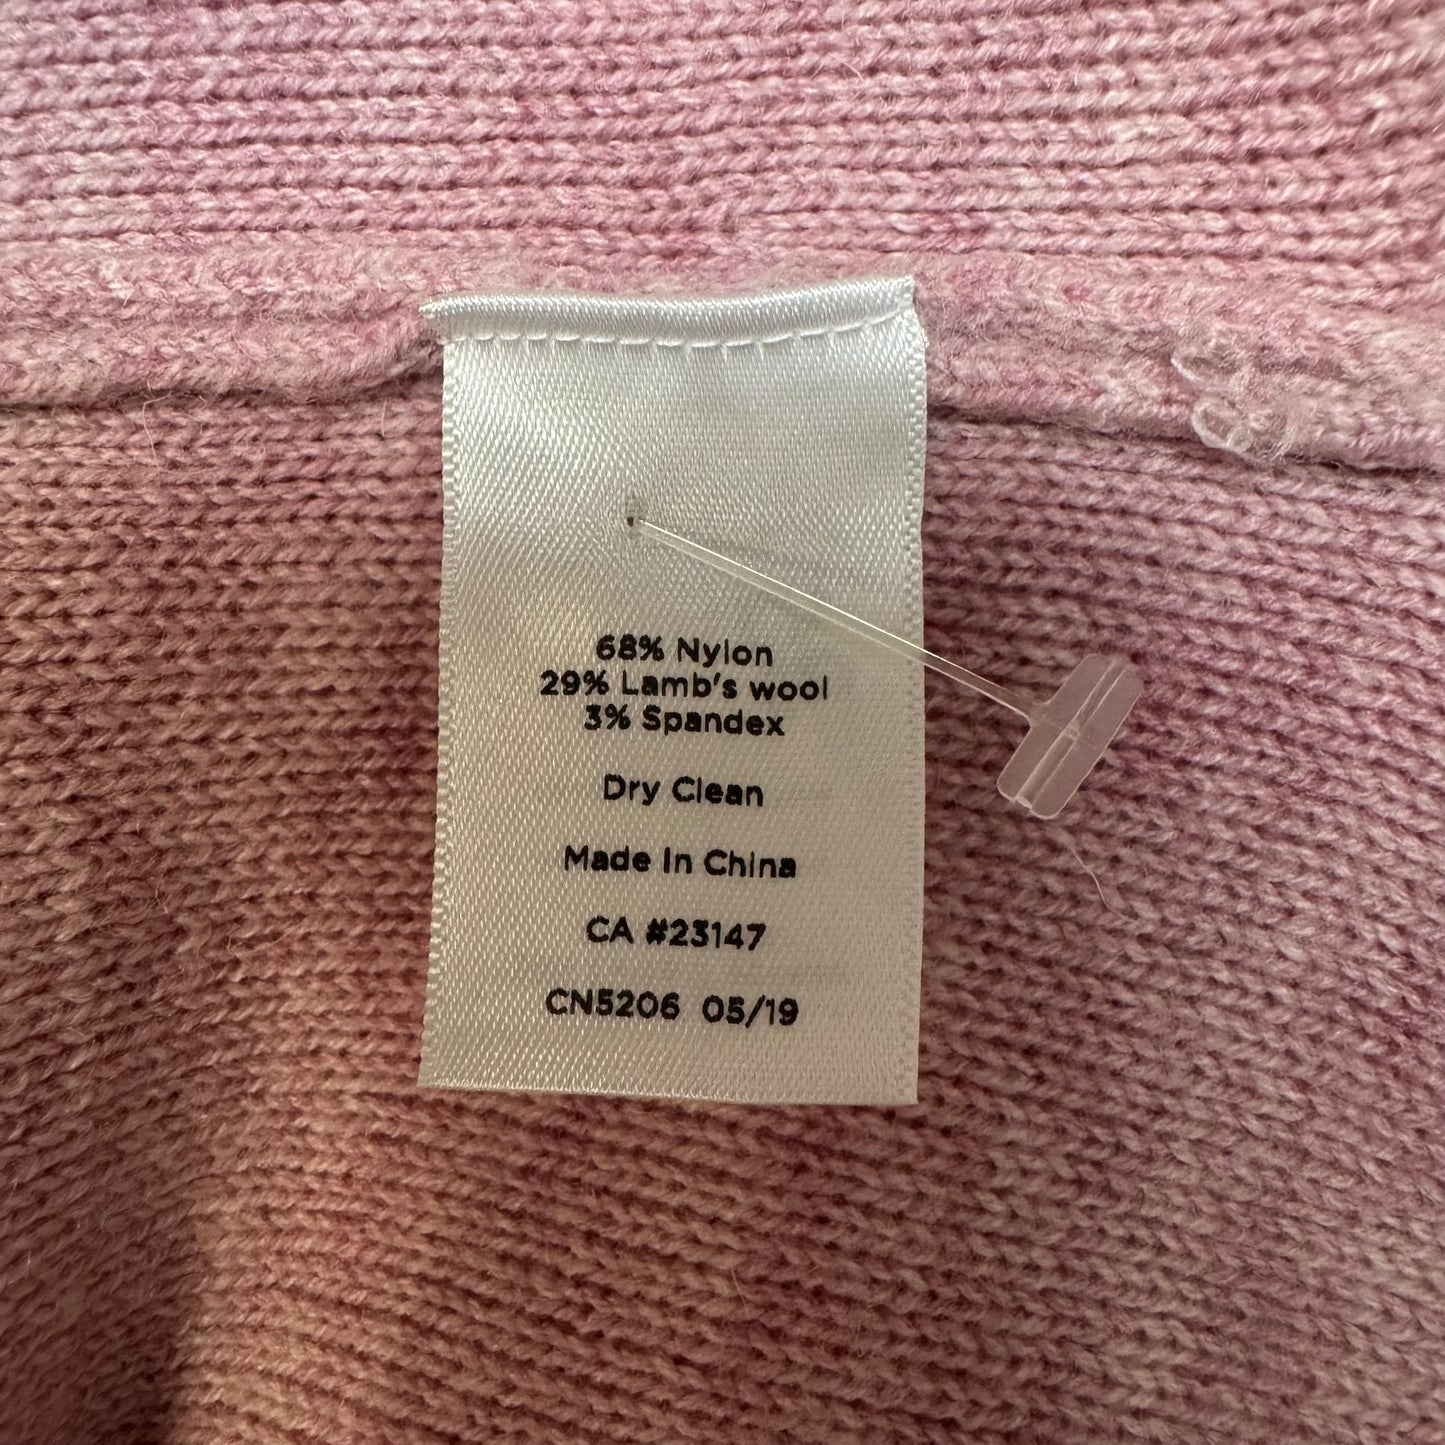 68% Nylon
29% Lamb's wool
3% Spandex
Dry Clean
Made In China
CA #23147
CN5206 05/19